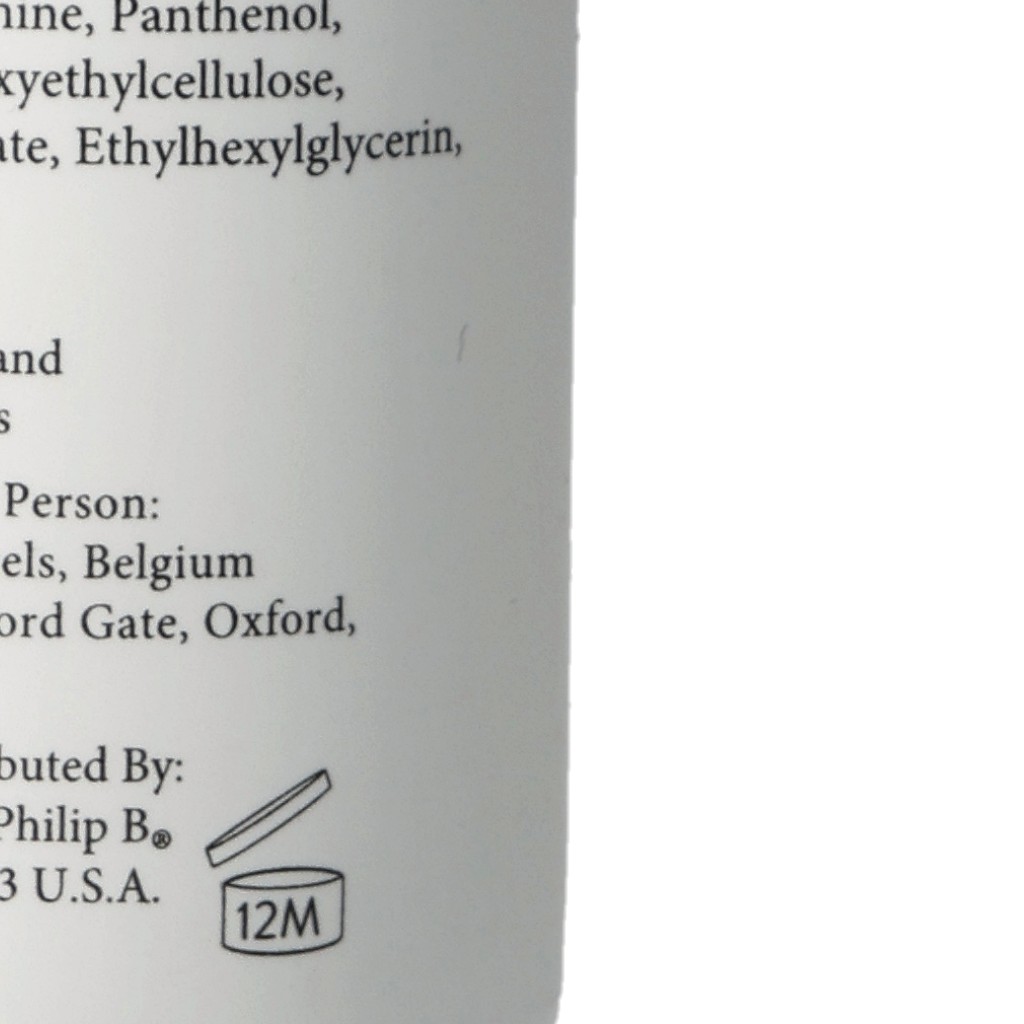 nine, Panthenol,
xyethylcellulose,
ate, Ethylhexylglycerin,
and
s
Person:
els, Belgium
ord Gate, Oxford,
buted By:
Philip B®
3 U.S.A.
12M